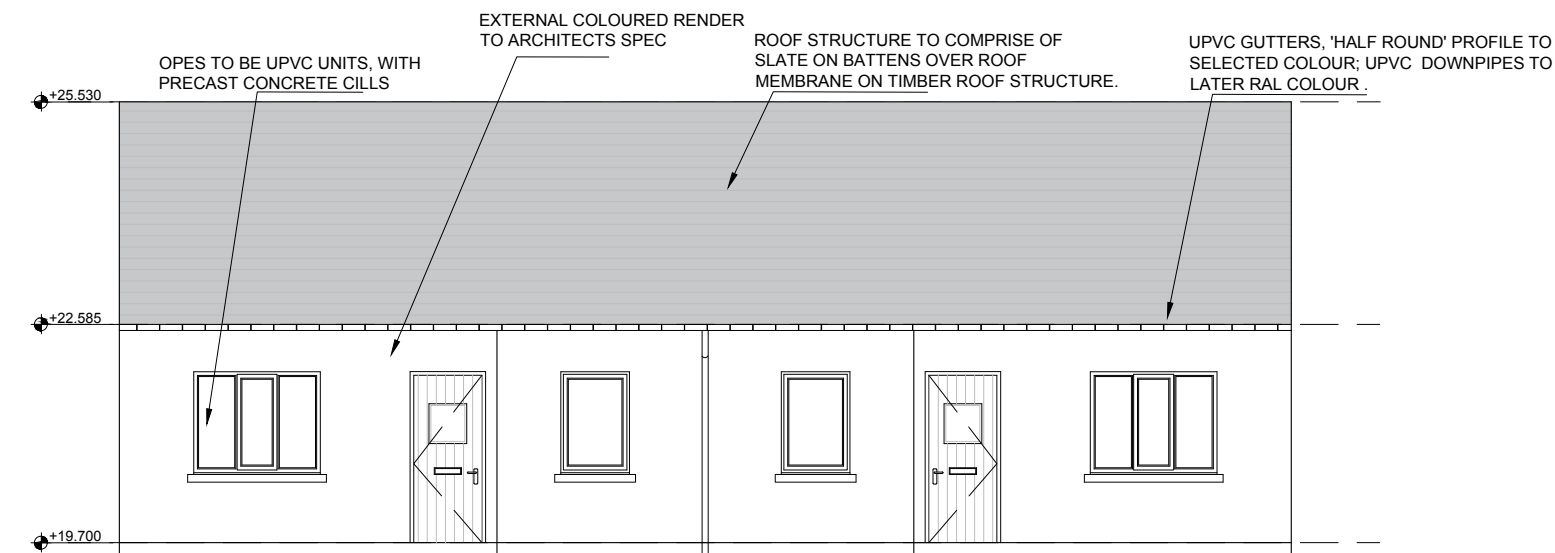 EXTERNAL COLOURED RENDER
TO ARCHITECTS SPEC
OPES TO BE UPVC UNITS, WITH
PRECAST CONCRETE CILLS
ROOF STRUCTURE TO COMPRISE OF
SLATE ON BATTENS OVER ROOF
MEMBRANE ON TIMBER ROOF STRUCTURE.
UPVC GUTTERS, 'HALF ROUND' PROFILE TO
SELECTED COLOUR; UPVC DOWNPIPES TO
LATER RAL COLOUR .
+25.530
+22.585
+19.700